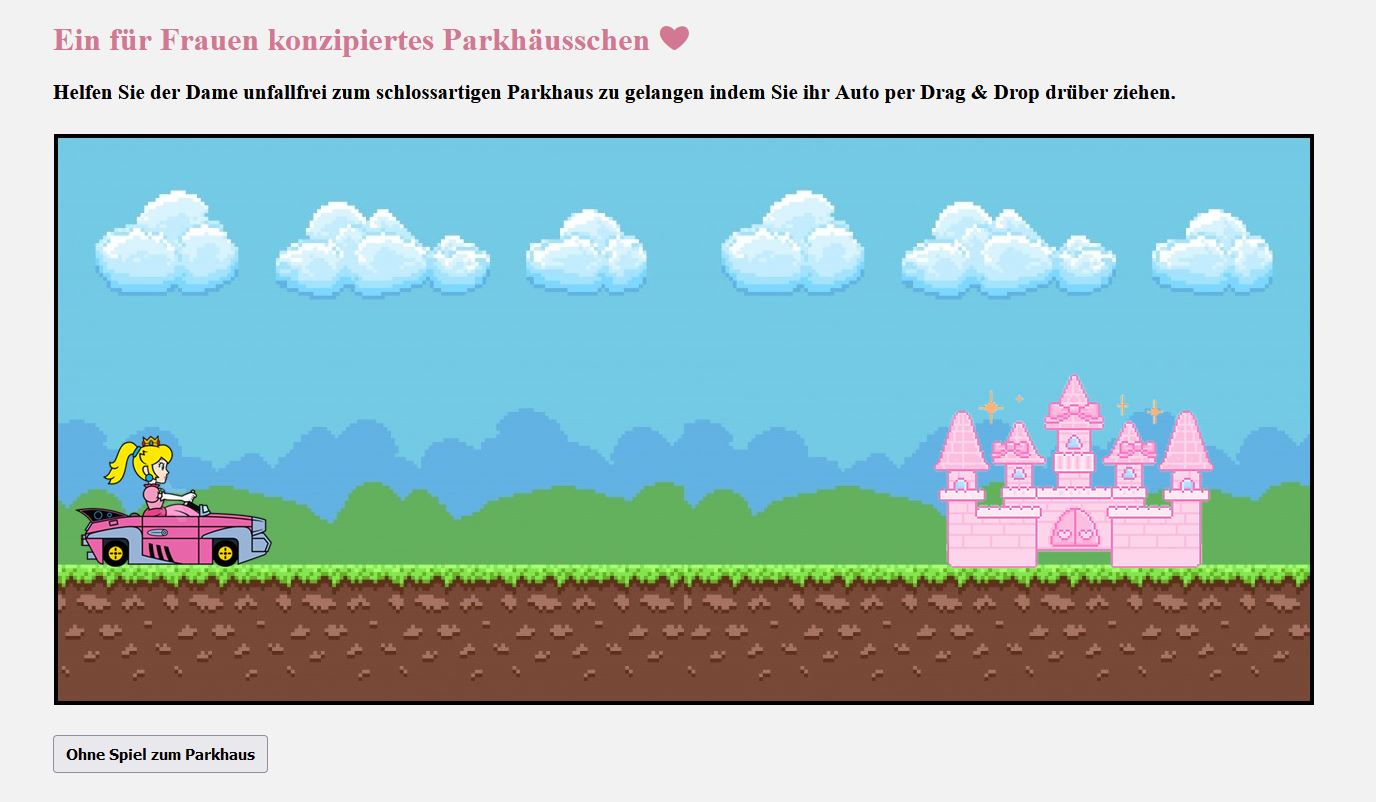 Ein für Frauen konzipiertes Parkhäusschen
Helfen Sie der Dame unfallfrei zum schlossartigen Parkhaus zu gelangen indem Sie ihr Auto per Drag & Drop drüber ziehen.
Ohne Spiel zum Parkhaus